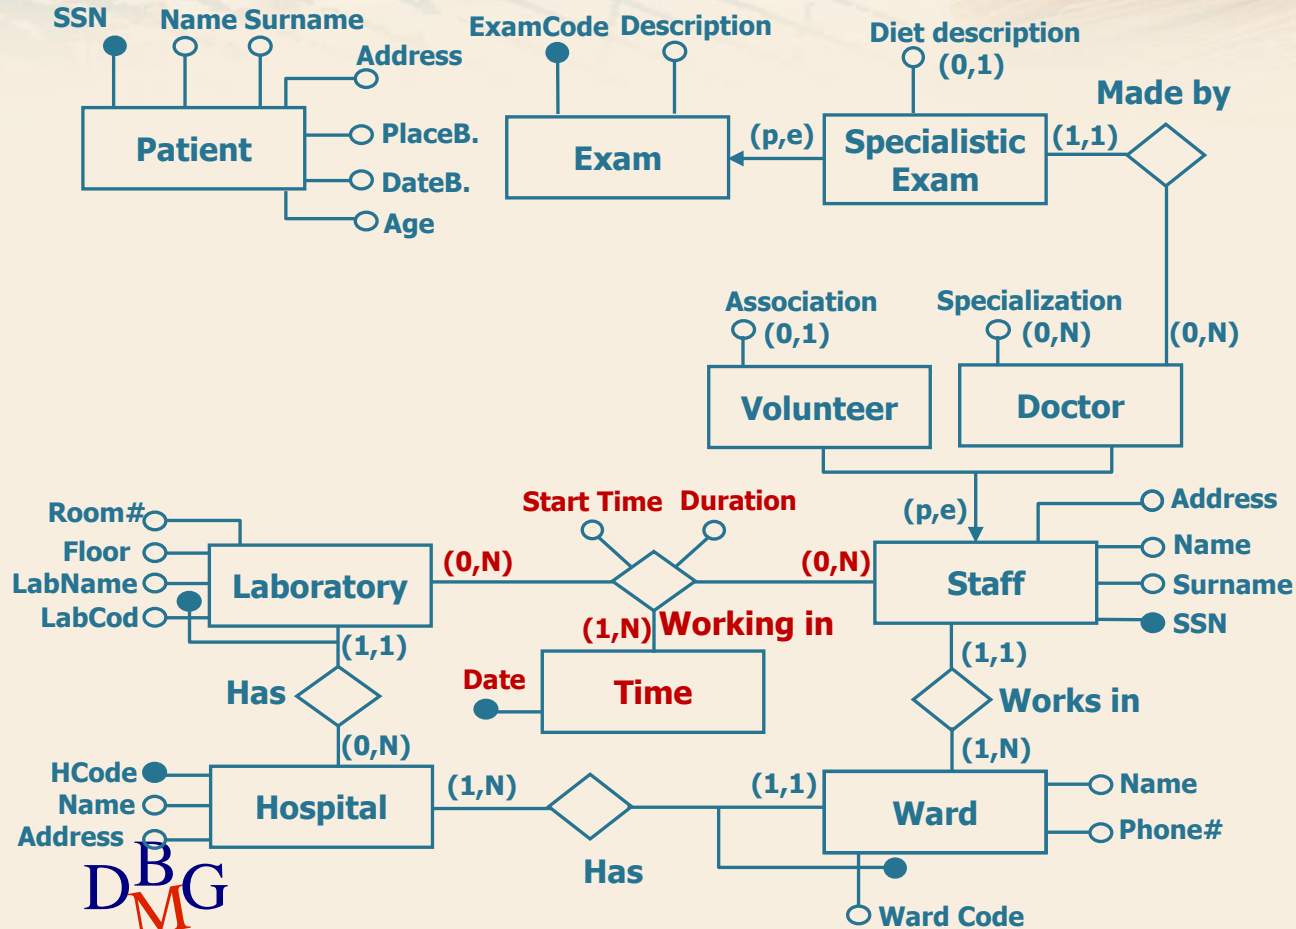 SSN
Name Surname
Address
Patient
PlaceB.
DateB.
Age
ExamCode Description
Exam
(p,e)
Diet description
(0,1)
Specialistic
Exam
(1,1)
Made by
(0,N)
Association
(0,1)
Volunteer
Specialization
(0,N)
Doctor
(p,e)
Address
Name
Surname
SSN
Staff
Room#
Floor
LabName
LabCod
Laboratory
(0,N)
Start Time Duration
(0,N)
Working in
(1,N)
Date
Time
(1,1)
Has
(0,N)
(1,1)
Works in
(1,N)
HCode
Name
Address
Hospital
(1,N)
Has
(1,1)
Ward
Name
Phone#
Ward Code
DBMG